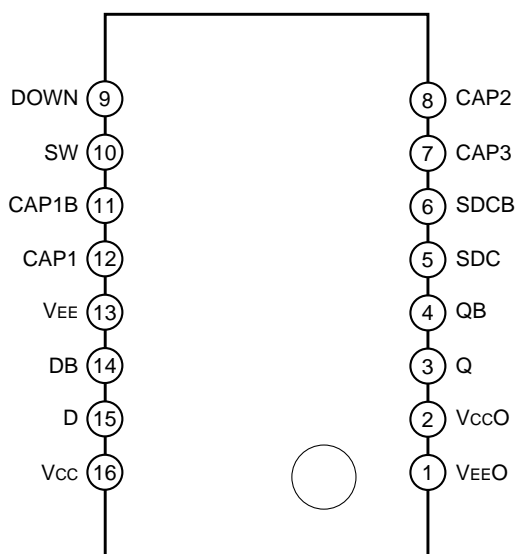 DOWN 9 8 CAP2
SW 10 7 CAP3
CAP1B 11 6 SDCB
CAP1 12 5 SDC
VEE 13 4 QB
DB 14 3 Q
D 15 2 VCCO
VCC 16 1 VEEO